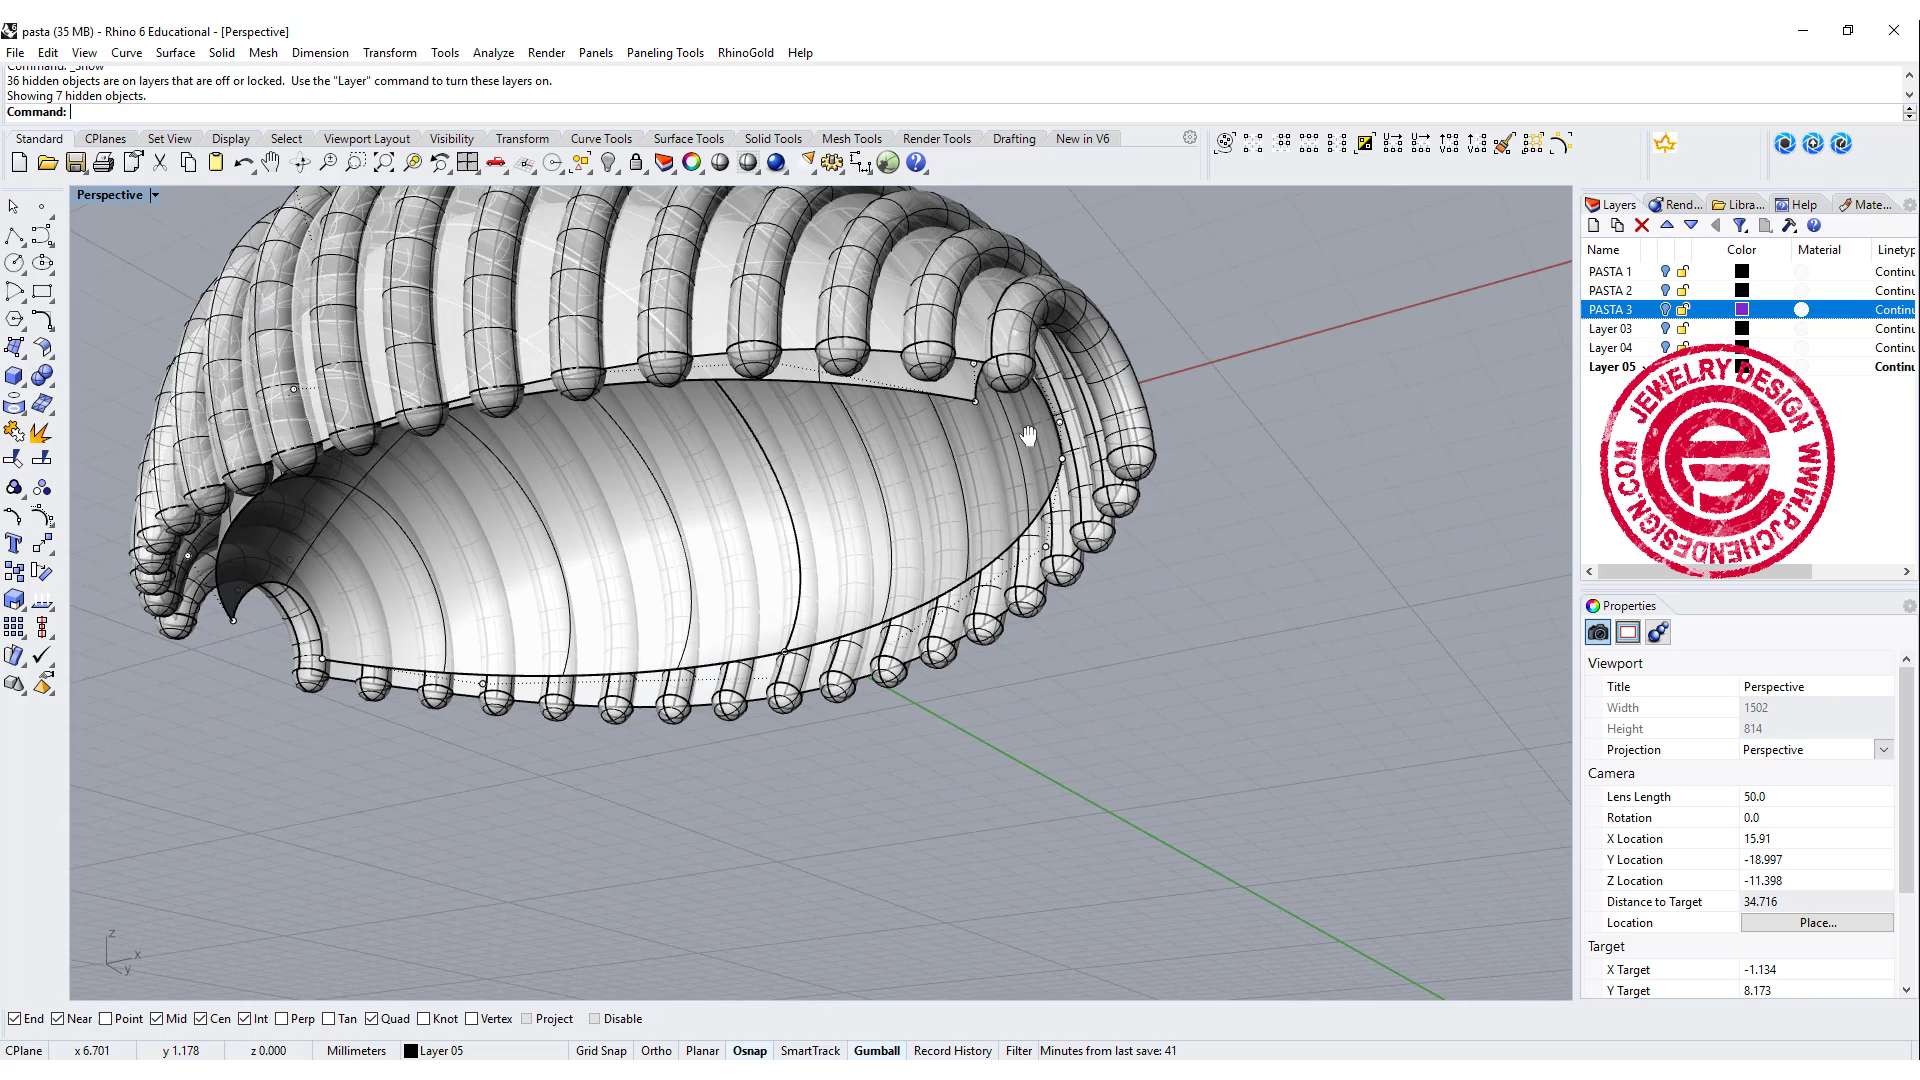 pasta (35 MB) - Rhino 6 Educational - [Perspective]
File Edit View Curve Surface Solid Mesh Dimension Transform Tools Analyze Render Panels Paneling Tools RhinoGold Help
Command: _Show
36 hidden objects are on layers that are off or locked.  Use the "Layer" command to turn these layers on.
Showing 7 hidden objects.
Command:
Standard CPlanes Set View Display Select Viewport Layout Visibility Transform Curve Tools Surface Tools Solid Tools Mesh Tools Render Tools Drafting New in V6
Perspective
Layers Rend... Libra... Help Mate...
Name Color Material Linetyp
PASTA 1 Continu
PASTA 2 Continu
PASTA 3 Continu
Layer 03 Continu
Layer 04 Continu
Layer 05 Continu
JEWELRY DESIGN WWW.PJCHENDESIGN.COM
Properties
Viewport
Title Perspective
Width 1502
Height 814
Projection Perspective
Camera
Lens Length 50.0
Rotation 0.0
X Location 15.91
Y Location -18.997
Z Location -11.398
Distance to Target 34.716
Location Place...
Target
X Target -1.134
Y Target 8.173
z
x
y
End Near Point Mid Cen Int Perp Tan Quad Knot Vertex Project Disable
CPlane x 6.701 y 1.178 z 0.000 Millimeters Layer 05 Grid Snap Ortho Planar Osnap SmartTrack Gumball Record History Filter Minutes from last save: 41